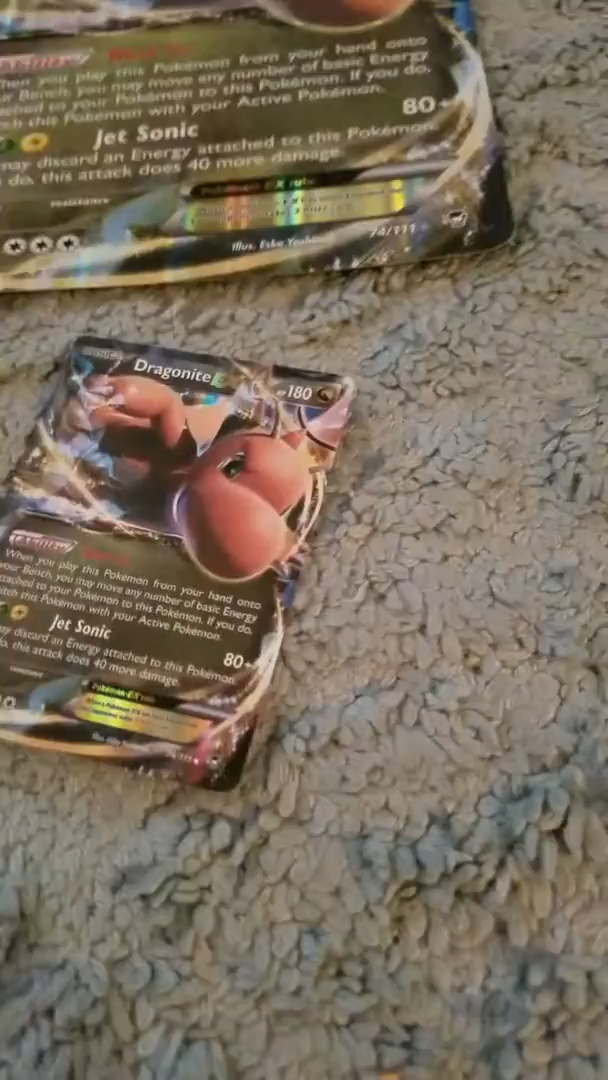 When you play this Pokémon from your hand onto
your Bench, you may move any number of basic Energy
attached to your Pokémon to this Pokémon. If you do,
this Pokémon with your Active Pokémon.
Jet Sonic 80+
may discard an Energy attached to this Pokémon.
do, this attack does 40 more damage.
Pokémon-EX rule
resistance
Illus. Eske
/111
Dragonite HP180
When you play this Pokémon from your hand onto
your Bench, you may move any number of basic Energy
attached to your Pokémon to this Pokémon. If you do,
this Pokémon with your Active Pokémon.
Jet Sonic 80+
may discard an Energy attached to this Pokémon.
do, this attack does 40 more damage.
Pokémon-EX rule